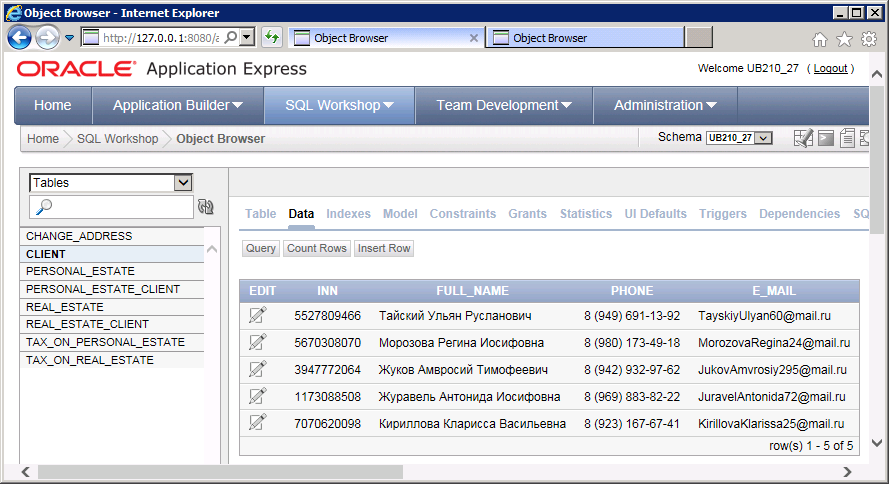 Object Browser - Internet Explorer
http://127.0.0.1:8080/a
Object Browser
Object Browser
ORACLE Application Express
Welcome UB210_27 ( Logout )
Home Application Builder SQL Workshop Team Development Administration
Home SQL Workshop Object Browser
Schema UB210_27
Tables
Table Data Indexes Model Constraints Grants Statistics UI Defaults Triggers Dependencies SQ
CHANGE_ADDRESS
CLIENT
PERSONAL_ESTATE
PERSONAL_ESTATE_CLIENT
REAL_ESTATE
REAL_ESTATE_CLIENT
TAX_ON_PERSONAL_ESTATE
TAX_ON_REAL_ESTATE
Query Count Rows Insert Row
EDIT INN FULL_NAME PHONE E_MAIL
5527809466 Тайский Ульян Русланович 8 (949) 691-13-92 TayskiyUlyan60@mail.ru
5670308070 Морозова Регина Иосифовна 8 (980) 173-49-18 MorozovaRegina24@mail.ru
3947772064 Жуков Амвросий Тимофеевич 8 (942) 932-97-62 JukovAmvrosiy295@mail.ru
1173088508 Журавель Антонида Иосифовна 8 (969) 883-82-22 JuravelAntonida72@mail.ru
7070620098 Кириллова Кларисса Васильевна 8 (923) 167-67-41 KirillovaKlarissa25@mail.ru
row(s) 1 - 5 of 5